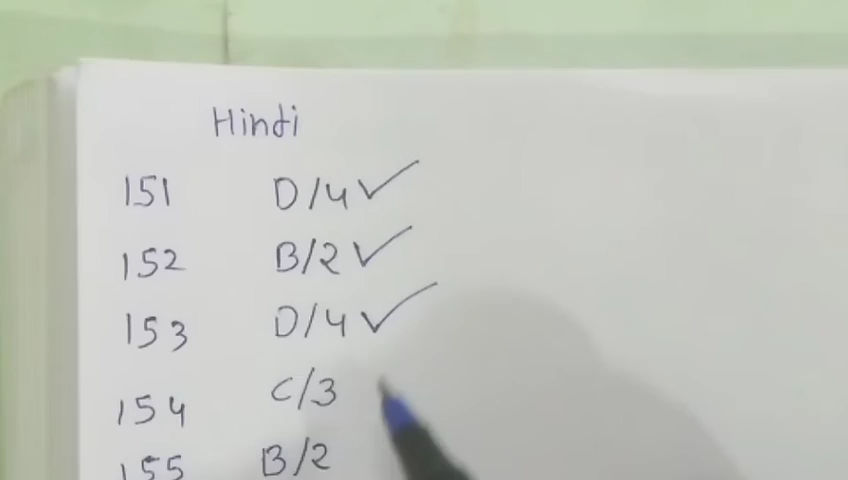 Hindi
151 D/4 ✓
152 B/2 ✓
153 D/4 ✓
154 C/3
155 B/2